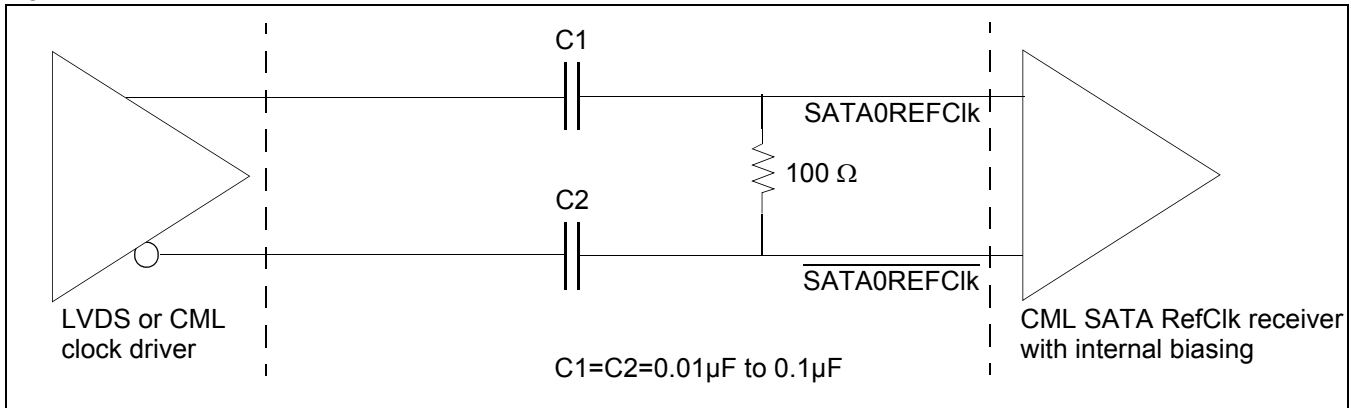 C1
SATA0REFClk
100 Ω
C2
SATA0REFClk
LVDS or CML
clock driver
CML SATA RefClk receiver
with internal biasing
C1=C2=0.01µF to 0.1µF